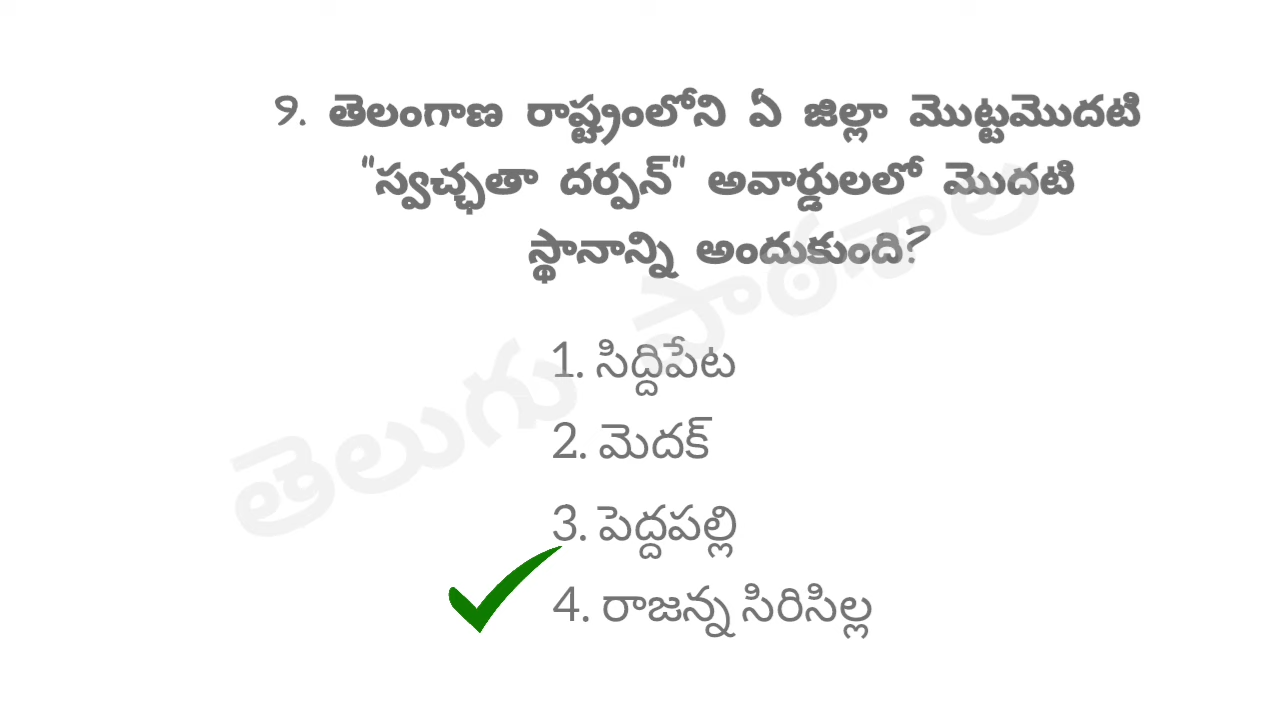 9. తెలంగాణ రాష్ట్రంలోని ఏ జిల్లా మొట్టమొదటి
"స్వచ్ఛతా దర్పన్" అవార్డులలో మొదటి
స్థానాన్ని అందుకుంది?
1. సిద్దిపేట
2. మెదక్
3. పెద్దపల్లి
4. రాజన్న సిరిసిల్ల
తెలుగు పాఠశాల